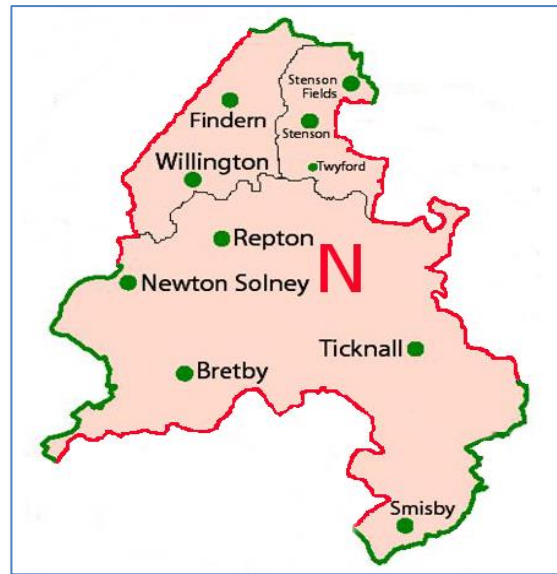 Stenson
Fields
Findern
Stenson
Willington
Twyford
Repton
N
Newton Solney
Ticknall
Bretby
Smisby